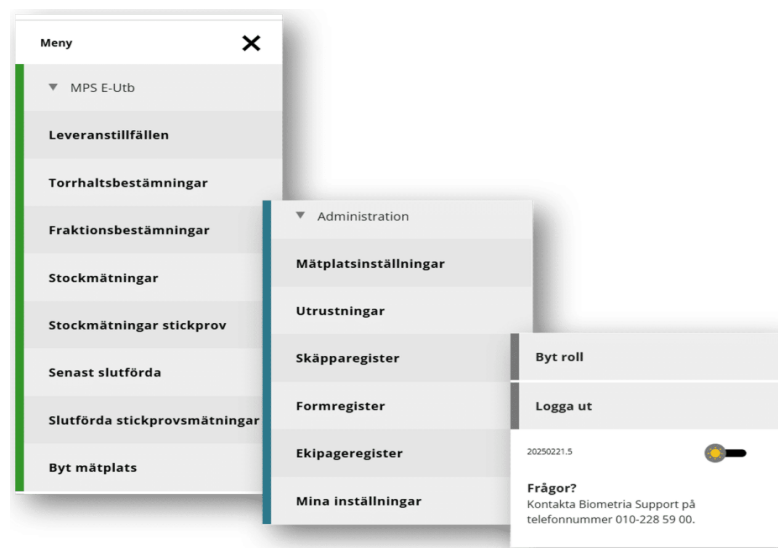 Meny
MPS E-Utb
Leveranstillfällen
Torrhaltsbestämningar
Fraktionsbestämningar
Stockmätningar
Stockmätningar stickprov
Senast slutförda
Slutförda stickprovsmätningar
Byt mätplats
Administration
Mätplatsinställningar
Utrustningar
Skäpparegister
Formregister
Ekipageregister
Mina inställningar
Byt roll
Logga ut
20250221.5
Frågor?
Kontakta Biometria Support på
telefonnummer 010-228 59 00.